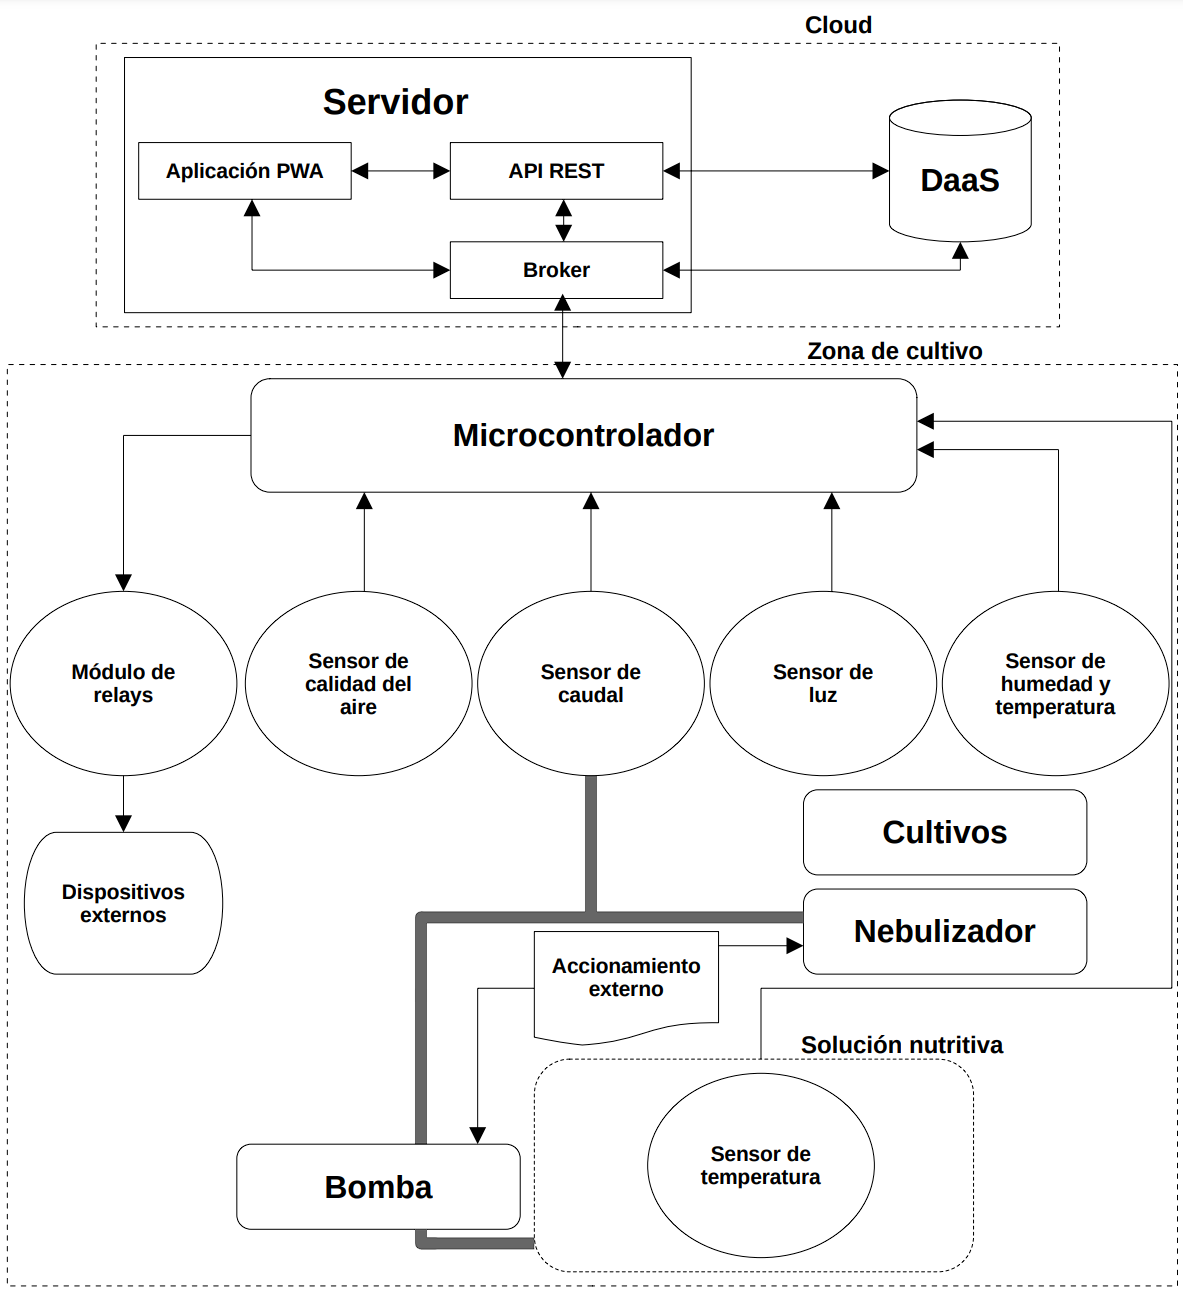 Cloud
Servidor
Aplicación PWA
API REST
DaaS
Broker
Zona de cultivo
Microcontrolador
Módulo de
relays
Sensor de
calidad del
aire
Sensor de
caudal
Sensor de
luz
Sensor de
humedad y
temperatura
Cultivos
Dispositivos
externos
Nebulizador
Accionamiento
externo
Solución nutritiva
Sensor de
temperatura
Bomba